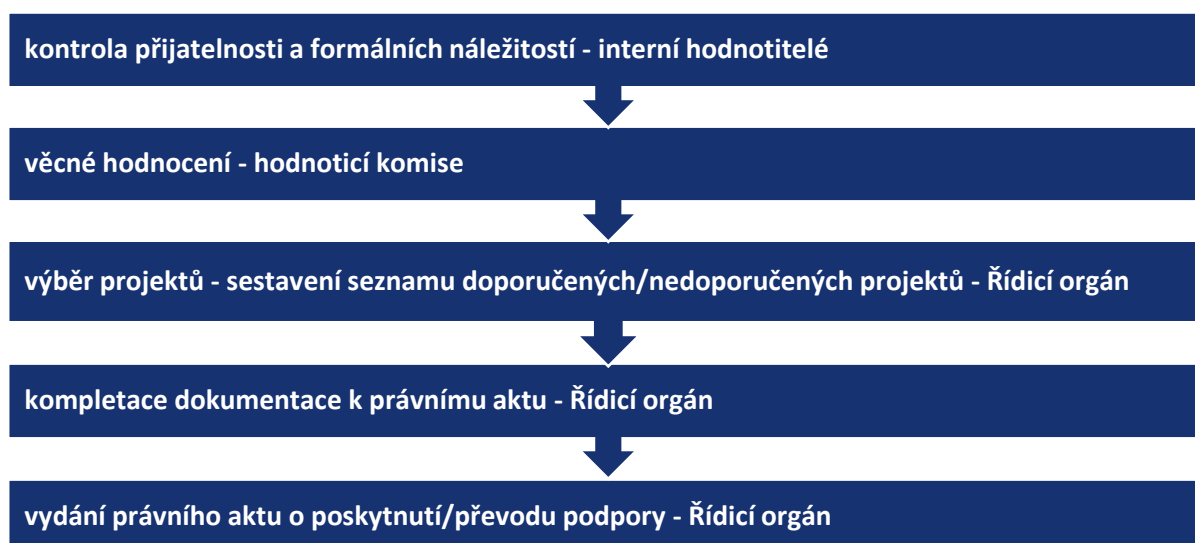 kontrola přijatelnosti a formálních náležitostí - interní hodnotitelé
věcné hodnocení - hodnoticí komise
výběr projektů - sestavení seznamu doporučených/nedoporučených projektů - Řídicí orgán
kompletace dokumentace k právnímu aktu - Řídicí orgán
vydání právního aktu o poskytnutí/převodu podpory - Řídicí orgán